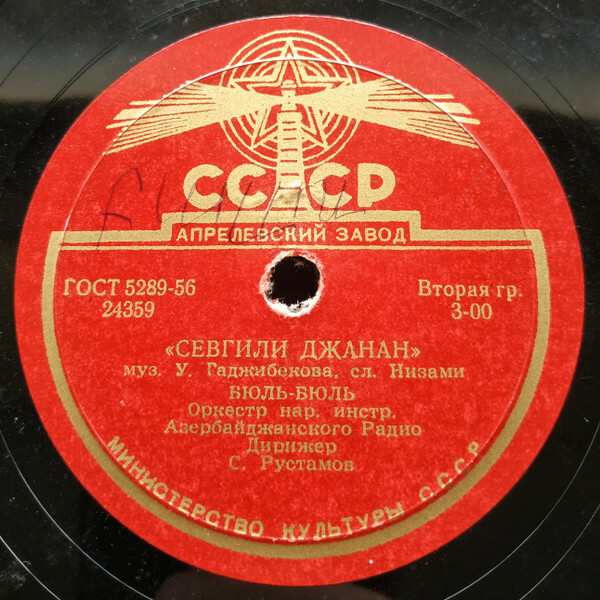 СССР
АПРЕЛЕВСКИЙ ЗАВОД
ГОСТ 5289-56
24359
Вторая гр.
3-00
«СЕВГИЛИ ДЖАНАН»
муз. У. Гаджибекова, сл. Низами
БЮЛЬ-БЮЛЬ
Оркестр нар. инстр.
Азербайджанского Радио
Дирижер
С. Рустамов
МИНИСТЕРСТВО КУЛЬТУРЫ СССР